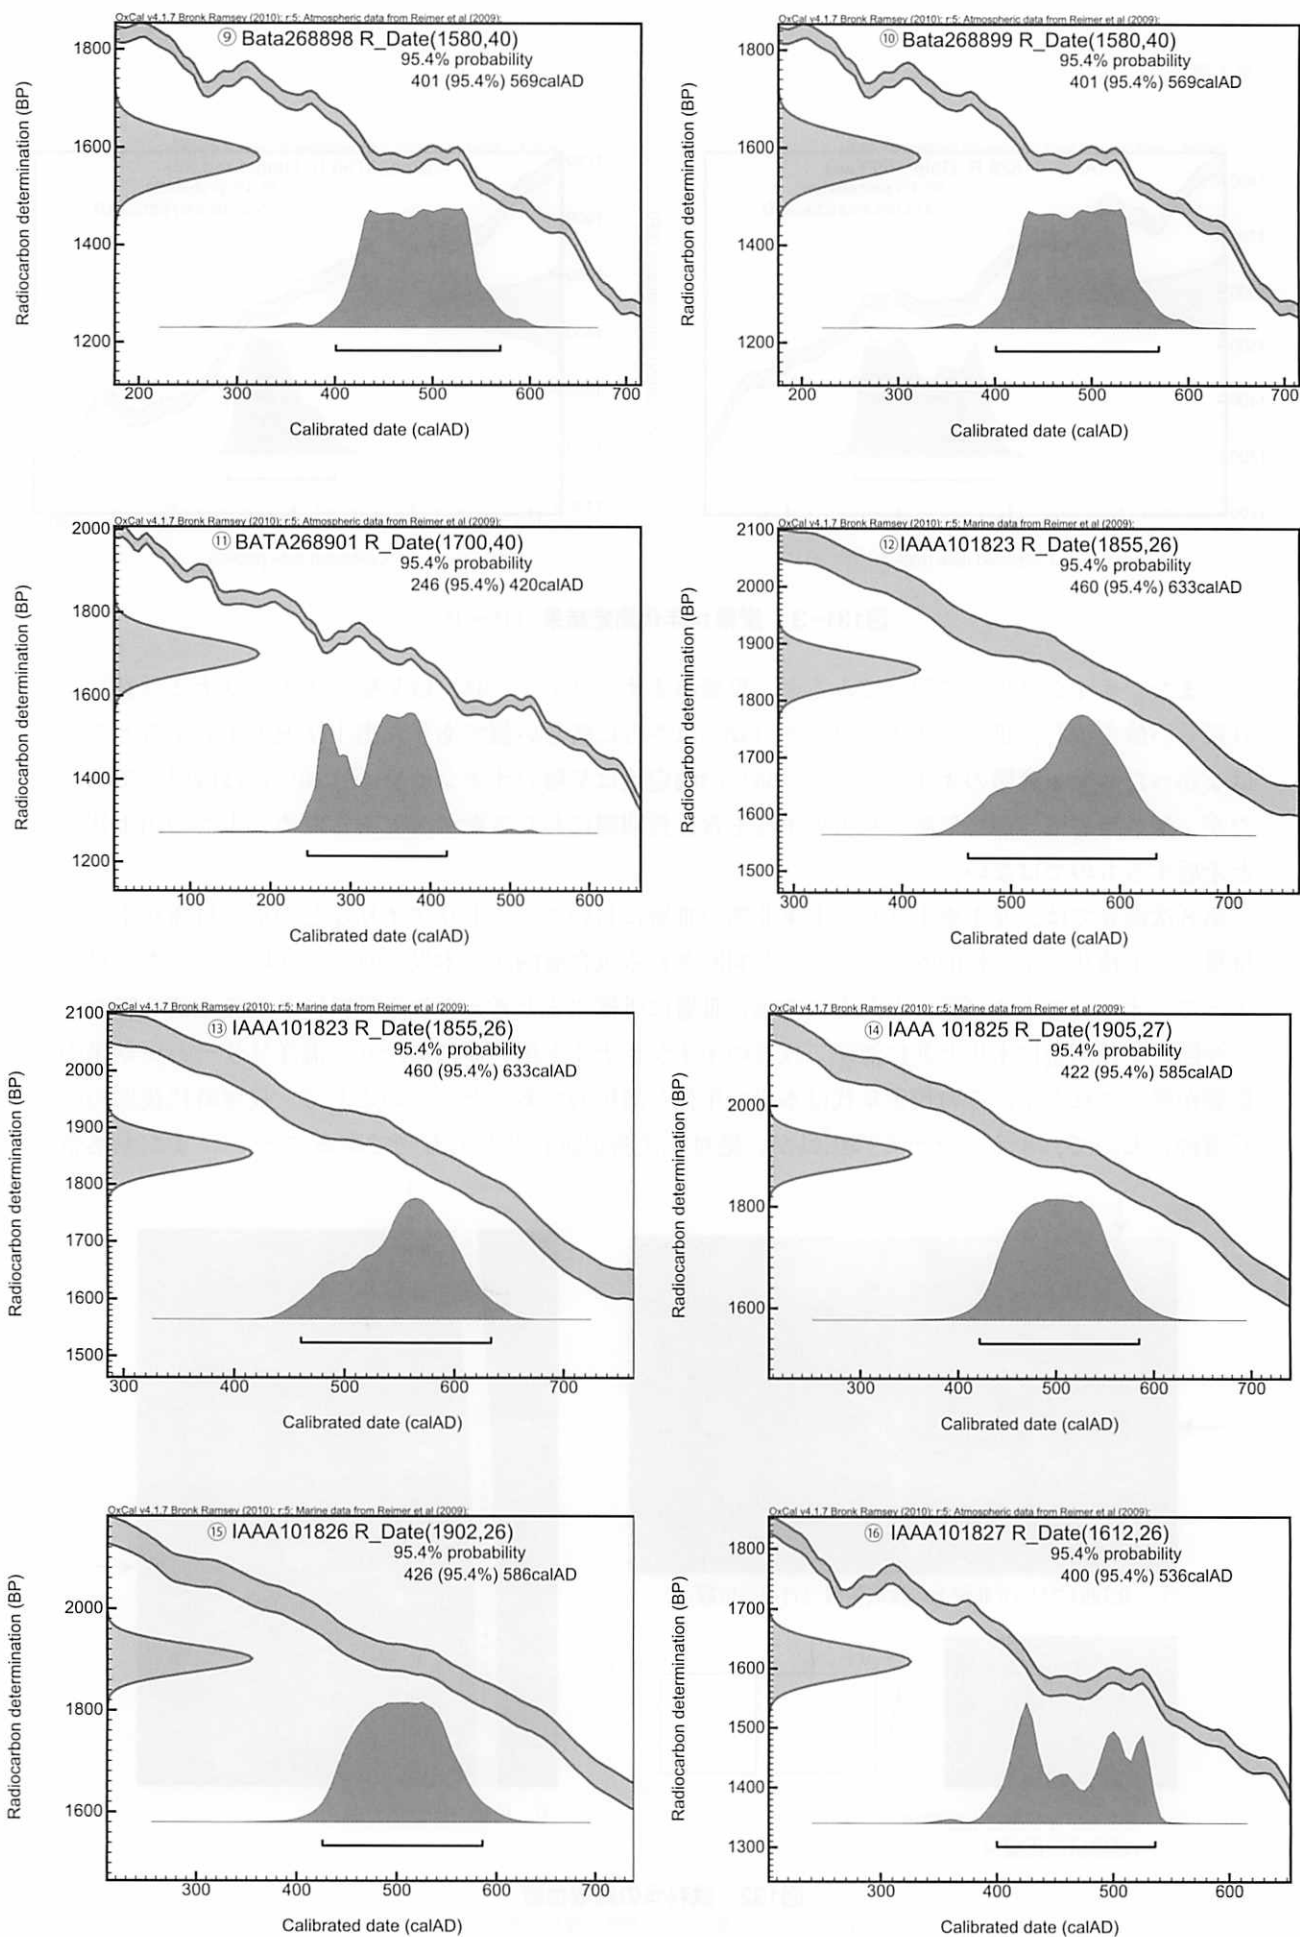 OxCal v4.1.7 Bronk Ramsey (2010); r:5; Atmospheric data from Reimer et al (2009);
⑨ Bata268898 R_Date(1580,40)
95.4% probability
401 (95.4%) 569calAD
Radiocarbon determination (BP)
1800
1600
1400
1200
200 300 400 500 600 700
Calibrated date (calAD)
OxCal v4.1.7 Bronk Ramsey (2010); r:5; Atmospheric data from Reimer et al (2009);
⑩ Bata268899 R_Date(1580,40)
95.4% probability
401 (95.4%) 569calAD
Radiocarbon determination (BP)
1800
1600
1400
1200
200 300 400 500 600 700
Calibrated date (calAD)
OxCal v4.1.7 Bronk Ramsey (2010); r:5; Atmospheric data from Reimer et al (2009);
⑪ BATA268901 R_Date(1700,40)
95.4% probability
246 (95.4%) 420calAD
Radiocarbon determination (BP)
2000
1800
1600
1400
1200
100 200 300 400 500 600
Calibrated date (calAD)
OxCal v4.1.7 Bronk Ramsey (2010); r:5; Marine data from Reimer et al (2009);
⑫ IAAA101823 R_Date(1855,26)
95.4% probability
460 (95.4%) 633calAD
Radiocarbon determination (BP)
2100
2000
1900
1800
1700
1600
1500
300 400 500 600 700
Calibrated date (calAD)
OxCal v4.1.7 Bronk Ramsey (2010); r:5; Marine data from Reimer et al (2009);
⑬ IAAA101823 R_Date(1855,26)
95.4% probability
460 (95.4%) 633calAD
Radiocarbon determination (BP)
2100
2000
1900
1800
1700
1600
1500
300 400 500 600 700
Calibrated date (calAD)
OxCal v4.1.7 Bronk Ramsey (2010); r:5; Marine data from Reimer et al (2009);
⑭ IAAA 101825 R_Date(1905,27)
95.4% probability
422 (95.4%) 585calAD
Radiocarbon determination (BP)
2000
1800
1600
300 400 500 600 700
Calibrated date (calAD)
OxCal v4.1.7 Bronk Ramsey (2010); r:5; Marine data from Reimer et al (2009);
⑮ IAAA101826 R_Date(1902,26)
95.4% probability
426 (95.4%) 586calAD
Radiocarbon determination (BP)
2000
1800
1600
300 400 500 600 700
Calibrated date (calAD)
OxCal v4.1.7 Bronk Ramsey (2010); r:5; Atmospheric data from Reimer et al (2009);
⑯ IAAA101827 R_Date(1612,26)
95.4% probability
400 (95.4%) 536calAD
Radiocarbon determination (BP)
1800
1700
1600
1500
1400
1300
300 400 500 600
Calibrated date (calAD)